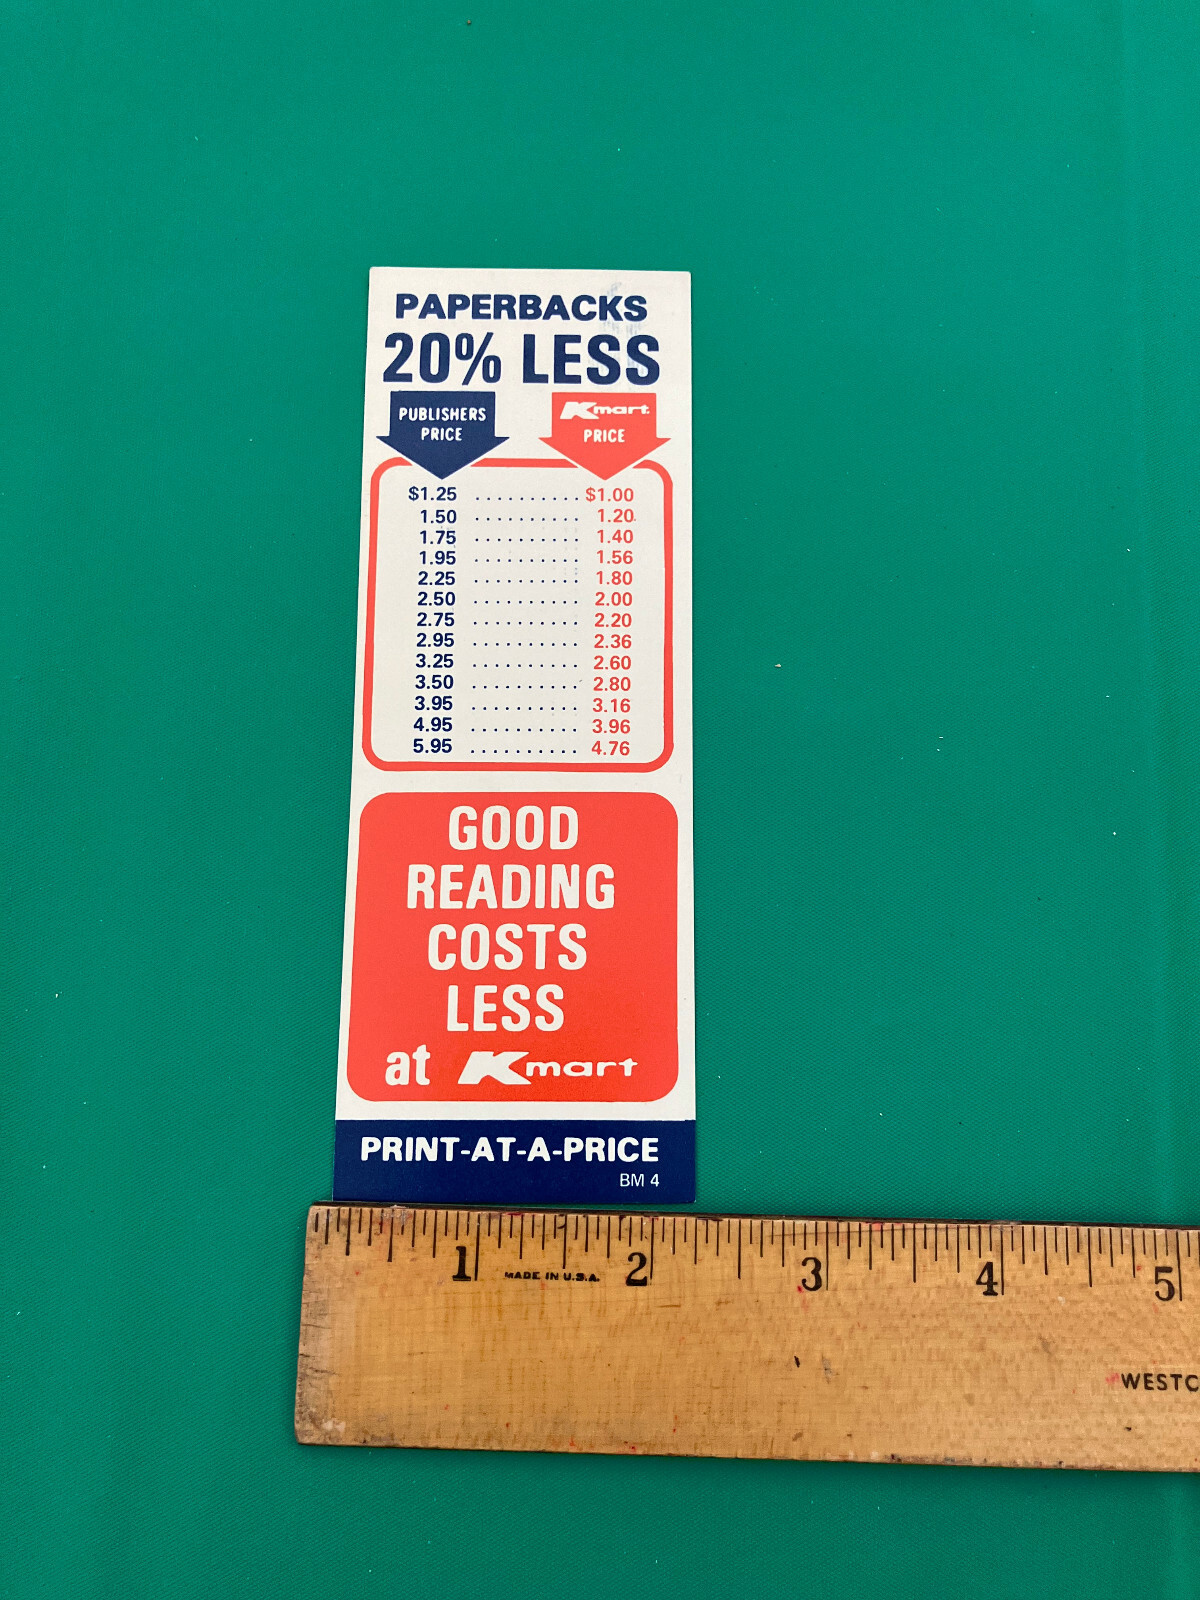 PAPERBACKS
20% LESS
PUBLISHERS
PRICE
Kmart
PRICE
$1.25 .......... $1.00
1.50 .......... 1.20
1.75 .......... 1.40
1.95 .......... 1.56
2.25 .......... 1.80
2.50 .......... 2.00
2.75 .......... 2.20
2.95 .......... 2.36
3.25 .......... 2.60
3.50 .......... 2.80
3.95 .......... 3.16
4.95 .......... 3.96
5.95 .......... 4.76
GOOD
READING
COSTS
LESS
at Kmart
PRINT-AT-A-PRICE
BM 4
1 MADE IN U.S.A. 2 3 4 5
WESTC